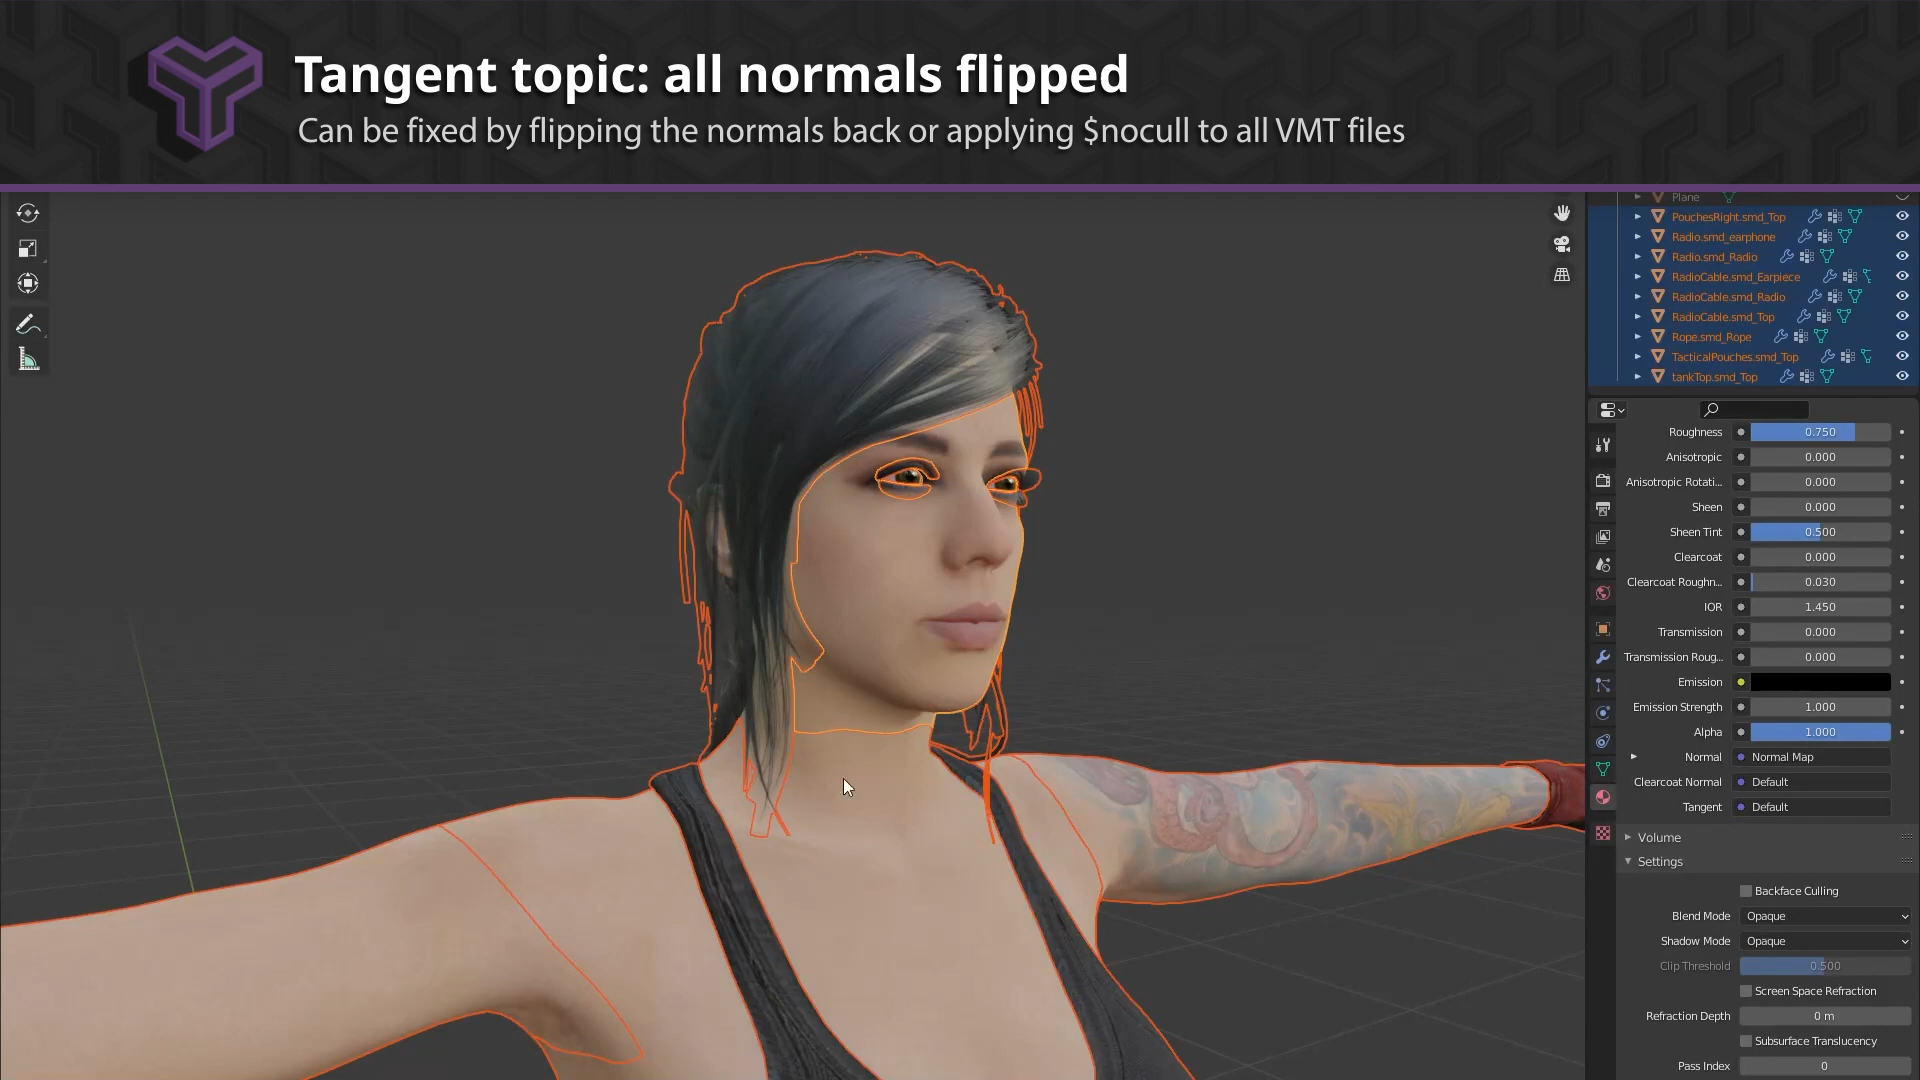 Tangent topic: all normals flipped
Can be fixed by flipping the normals back or applying $nocull to all VMT files
Plane
PouchesRight.smd_Top
Radio.smd_earphone
Radio.smd_Radio
RadioCable.smd_Earpiece
RadioCable.smd_Radio
RadioCable.smd_Top
Rope.smd_Rope
TacticalPouches.smd_Top
tankTop.smd_Top
Roughness 0.750
Anisotropic 0.000
Anisotropic Rotati... 0.000
Sheen 0.000
Sheen Tint 0.500
Clearcoat 0.000
Clearcoat Roughn... 0.030
IOR 1.450
Transmission 0.000
Transmission Roug... 0.000
Emission
Emission Strength 1.000
Alpha 1.000
Normal Normal Map
Clearcoat Normal Default
Tangent Default
Volume
Settings
Backface Culling
Blend Mode Opaque
Shadow Mode Opaque
Clip Threshold 0.500
Screen Space Refraction
Refraction Depth 0 m
Subsurface Translucency
Pass Index 0